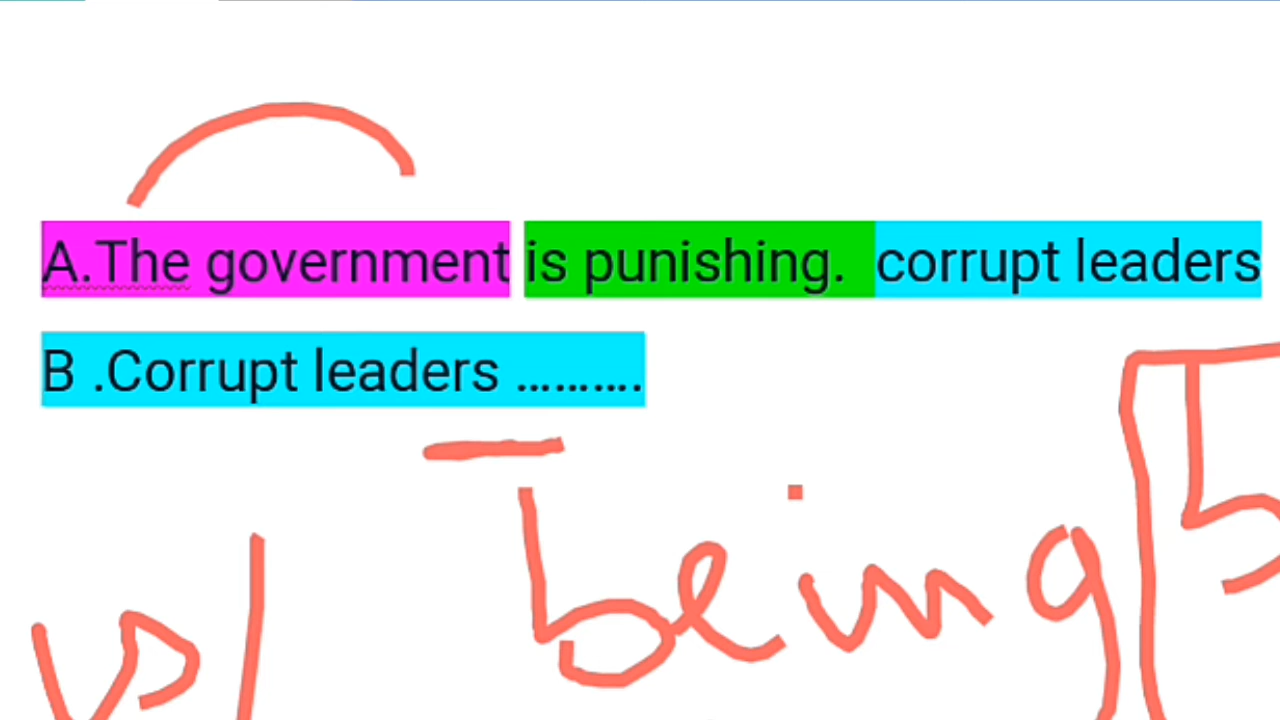 A.The government is punishing. corrupt leaders
B .Corrupt leaders ……….
being